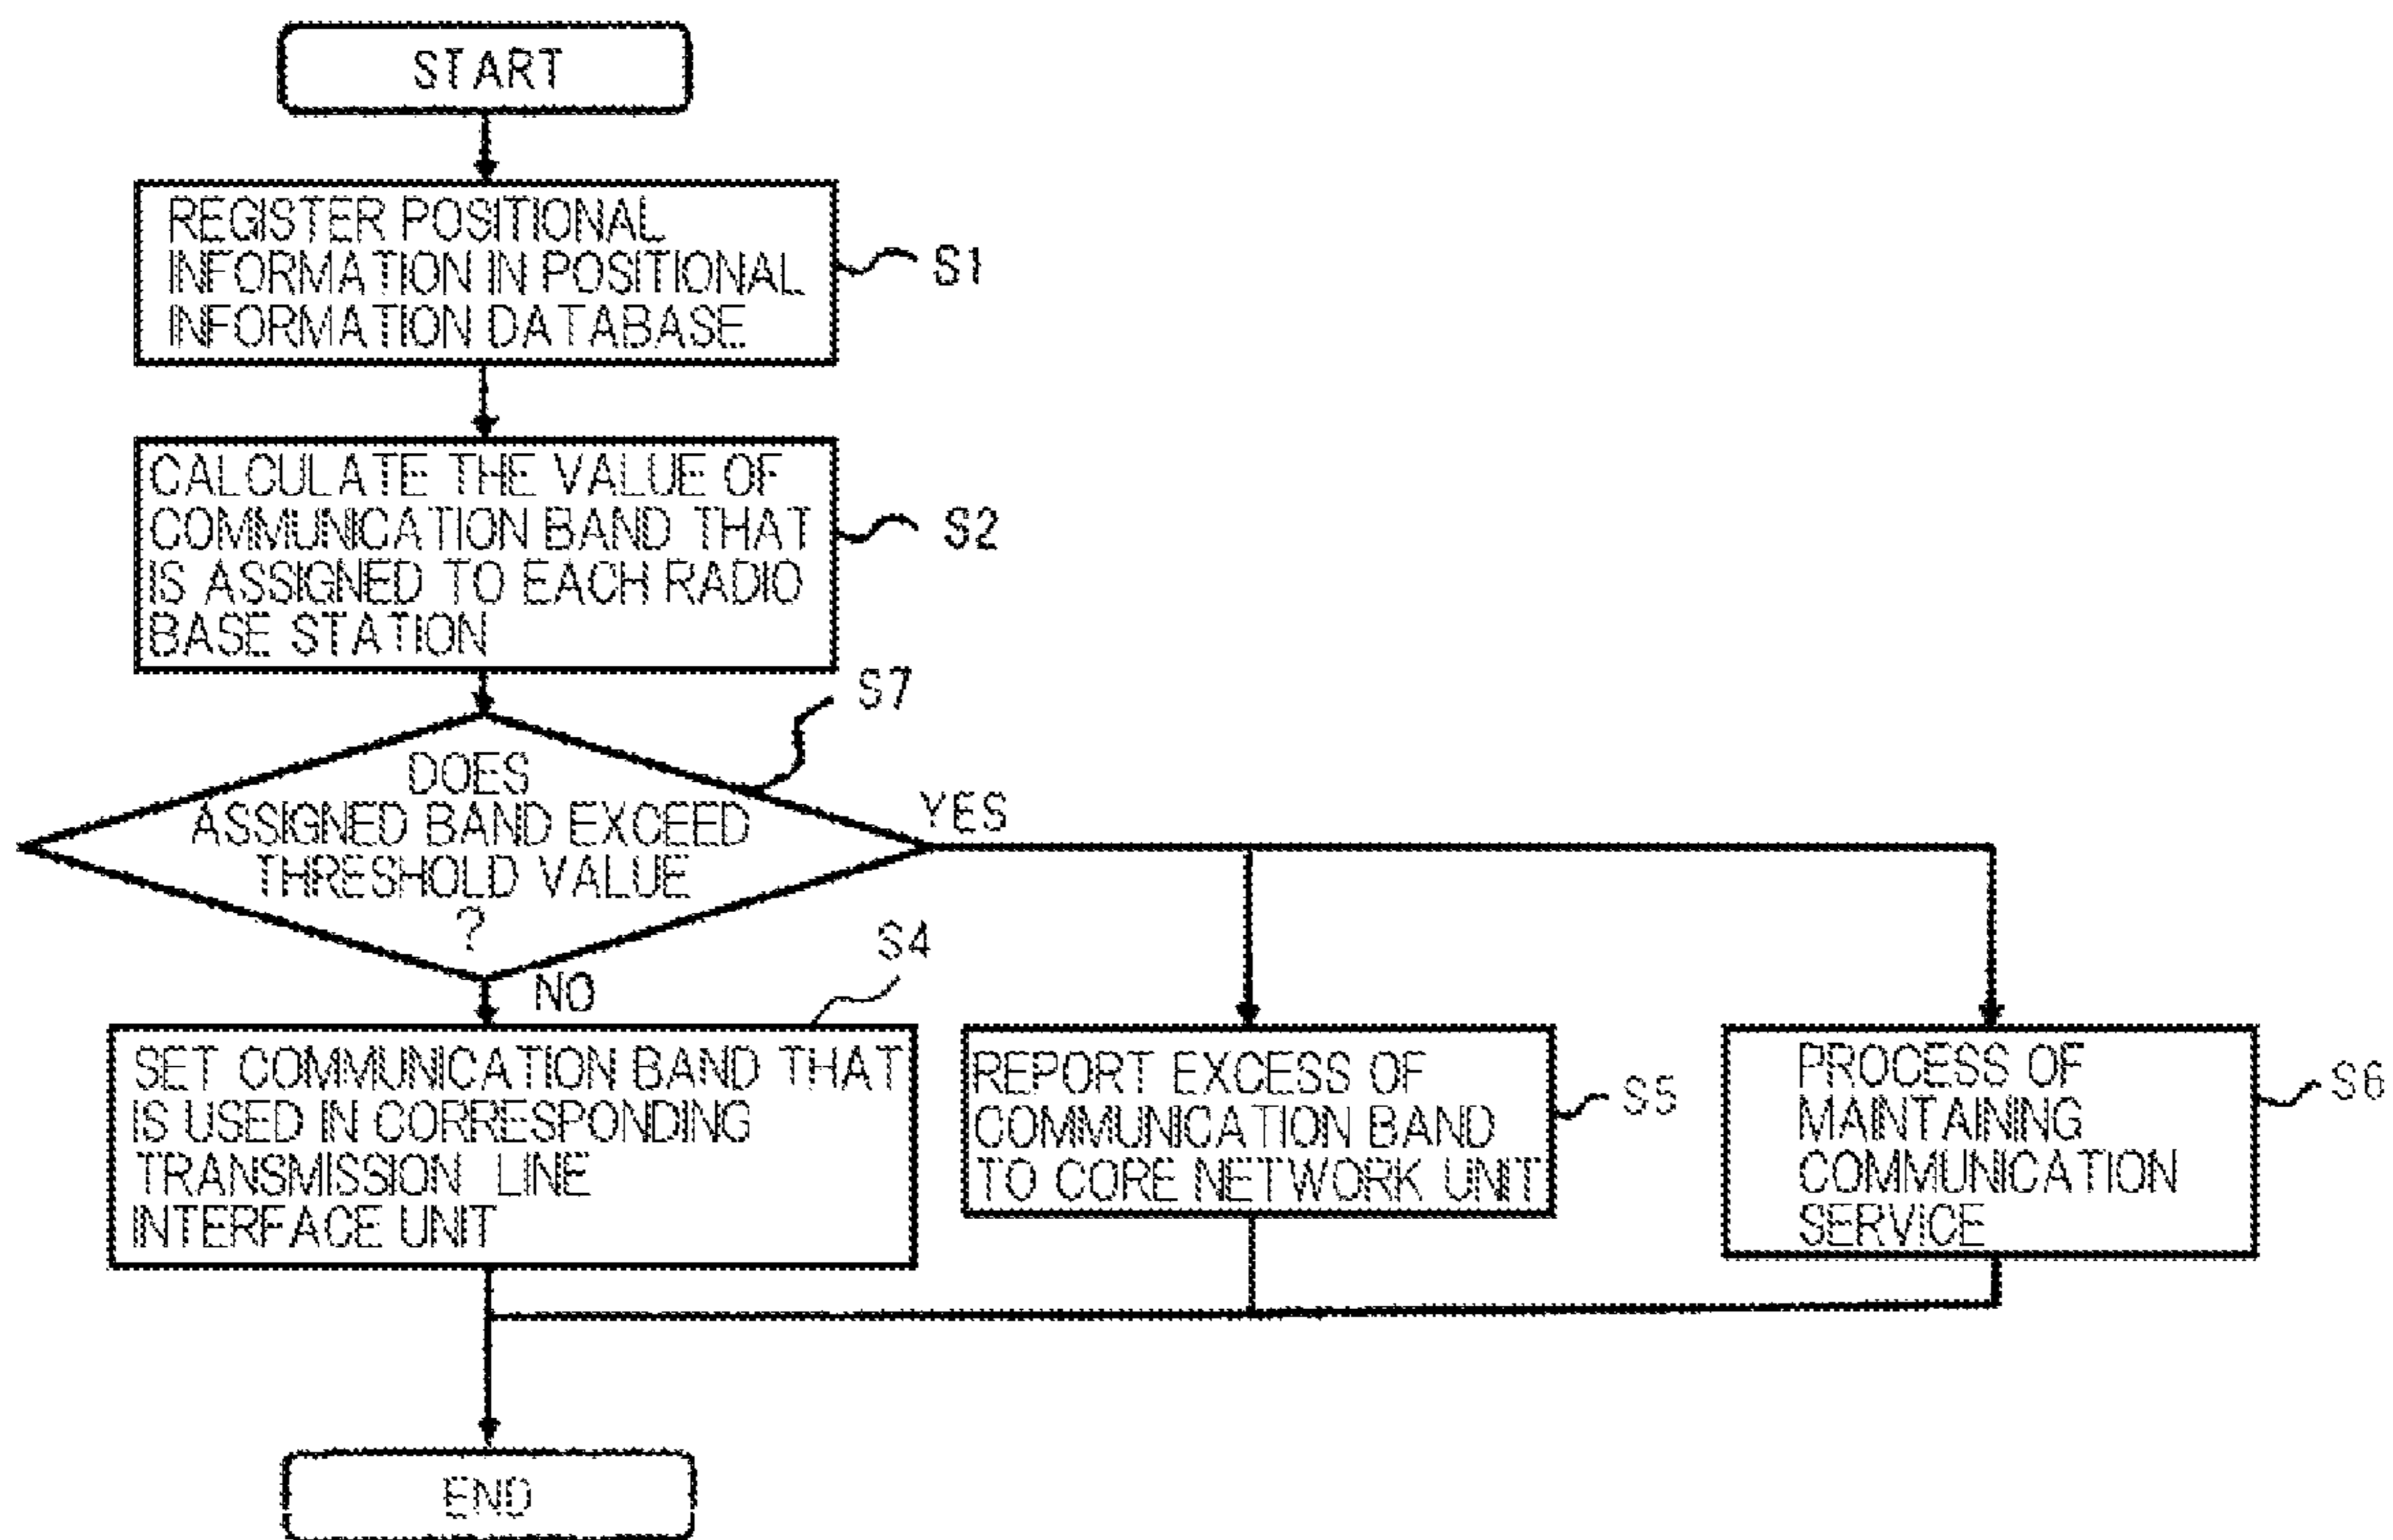 START
REGISTER POSITIONAL
INFORMATION IN POSITIONAL
INFORMATION DATABASE
S1
CALCULATE THE VALUE OF
COMMUNICATION BAND THAT
IS ASSIGNED TO EACH RADIO
BASE STATION
S2
S7
DOES
ASSIGNED BAND EXCEED
THRESHOLD VALUE
?
YES
NO
S4
SET COMMUNICATION BAND THAT
IS USED IN CORRESPONDING
TRANSMISSION LINE
INTERFACE UNIT
REPORT EXCESS OF
COMMUNICATION BAND
TO CORE NETWORK UNIT
S5
PROCESS OF
MAINTAINING
COMMUNICATION
SERVICE
S6
END